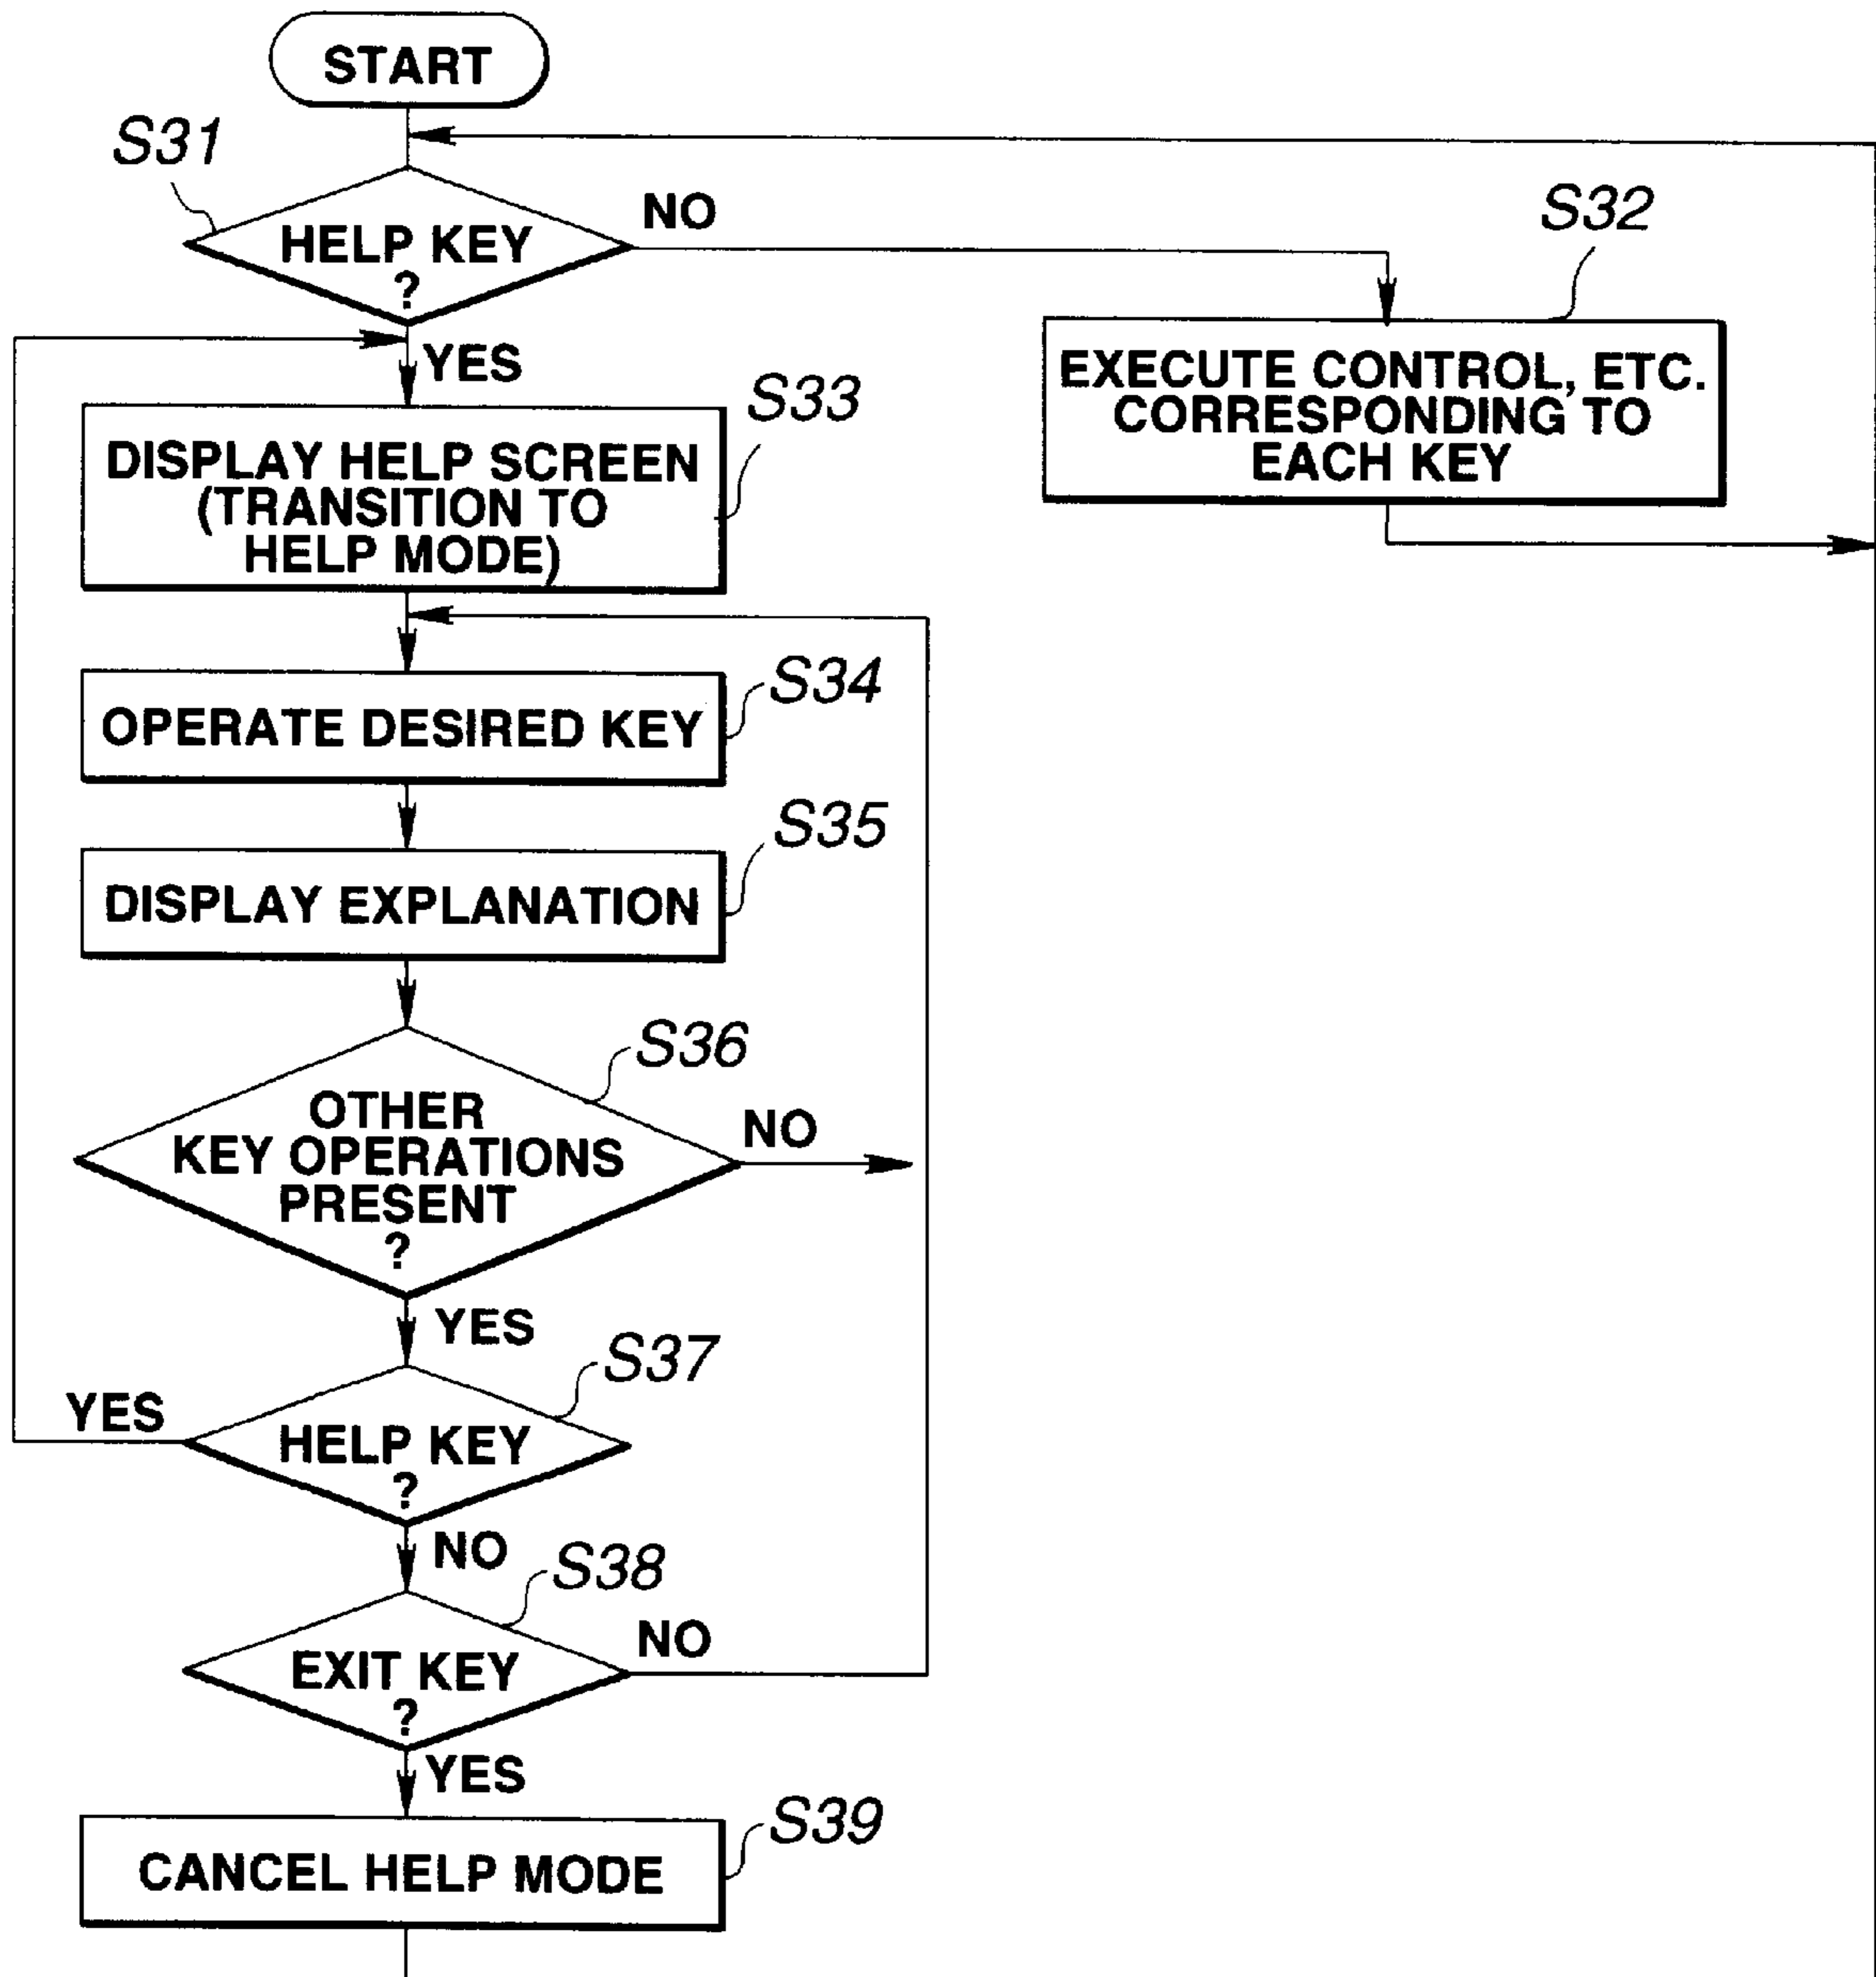 START
S31
HELP KEY
?
NO
S32
EXECUTE CONTROL, ETC.
CORRESPONDING TO
EACH KEY
YES
S33
DISPLAY HELP SCREEN
(TRANSITION TO
HELP MODE)
S34
OPERATE DESIRED KEY
S35
DISPLAY EXPLANATION
S36
OTHER
KEY OPERATIONS
PRESENT
?
NO
YES
S37
YES
HELP KEY
?
NO
S38
EXIT KEY
?
NO
YES
S39
CANCEL HELP MODE